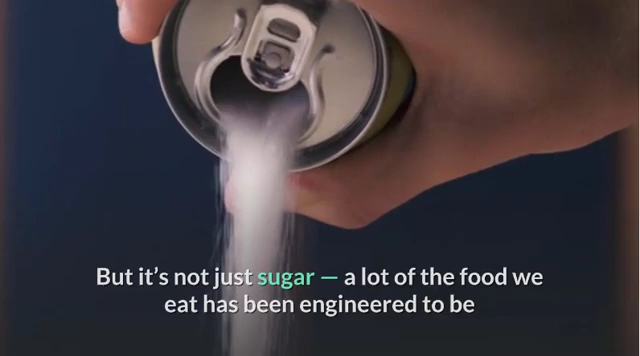 But it's not just sugar — a lot of the food we
eat has been engineered to be